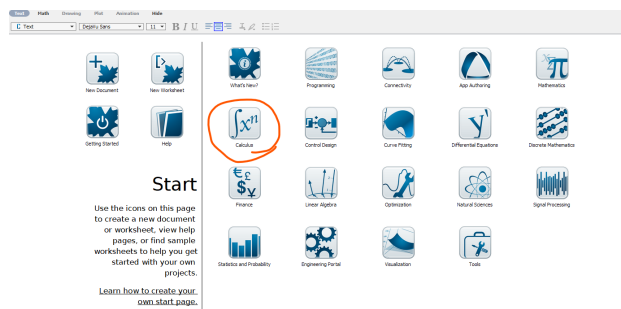 Text Math Drawing Plot Animation Hide
C Text DejaVu Sans 11 B I U
New Document New Worksheet What's New? Programming Connectivity App Authoring Mathematics
Getting Started Help Calculus Control Design Curve Fitting Differential Equations Discrete Mathematics
Finance Linear Algebra Optimization Natural Sciences Signal Processing
Statistics and Probability Engineering Portal Visualization Tools
Start
Use the icons on this page
to create a new document
or worksheet, view help
pages, or find sample
worksheets to help you get
started with your own
projects.
Learn how to create your
own start page.